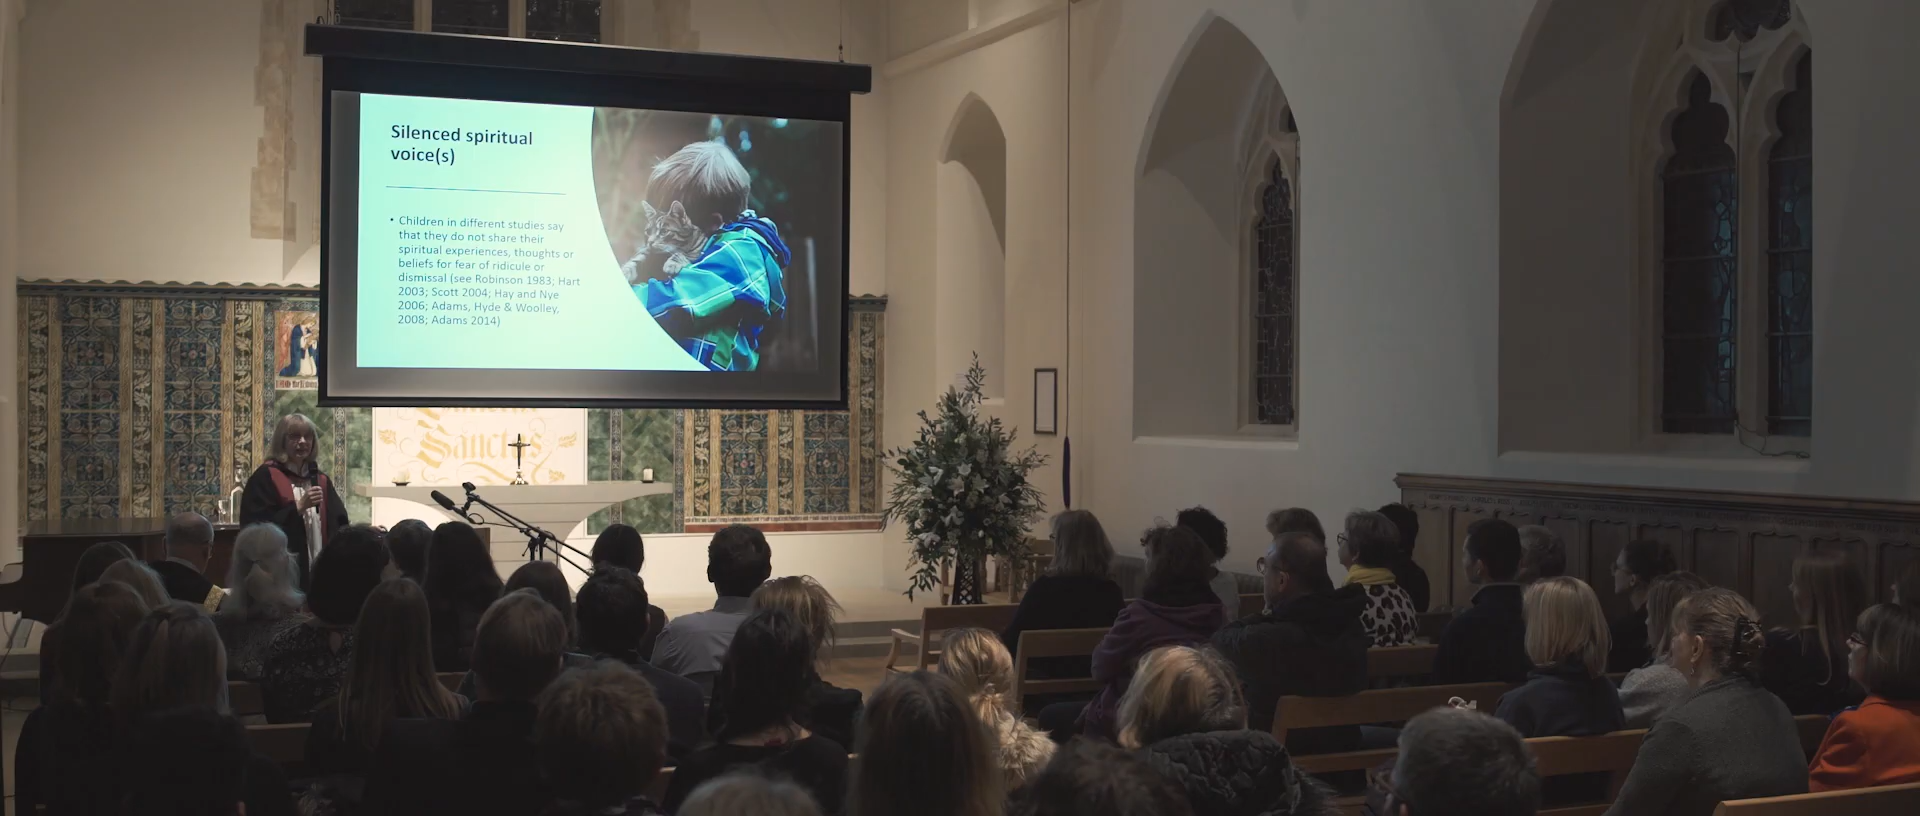 Silenced spiritual
voice(s)
• Children in different studies say
that they do not share their
spiritual experiences, thoughts or
beliefs for fear of ridicule or
dismissal (see Robinson 1983; Hart
2003; Scott 2004; Hay and Nye
2006; Adams, Hyde & Woolley,
2008; Adams 2014)
Sanctus